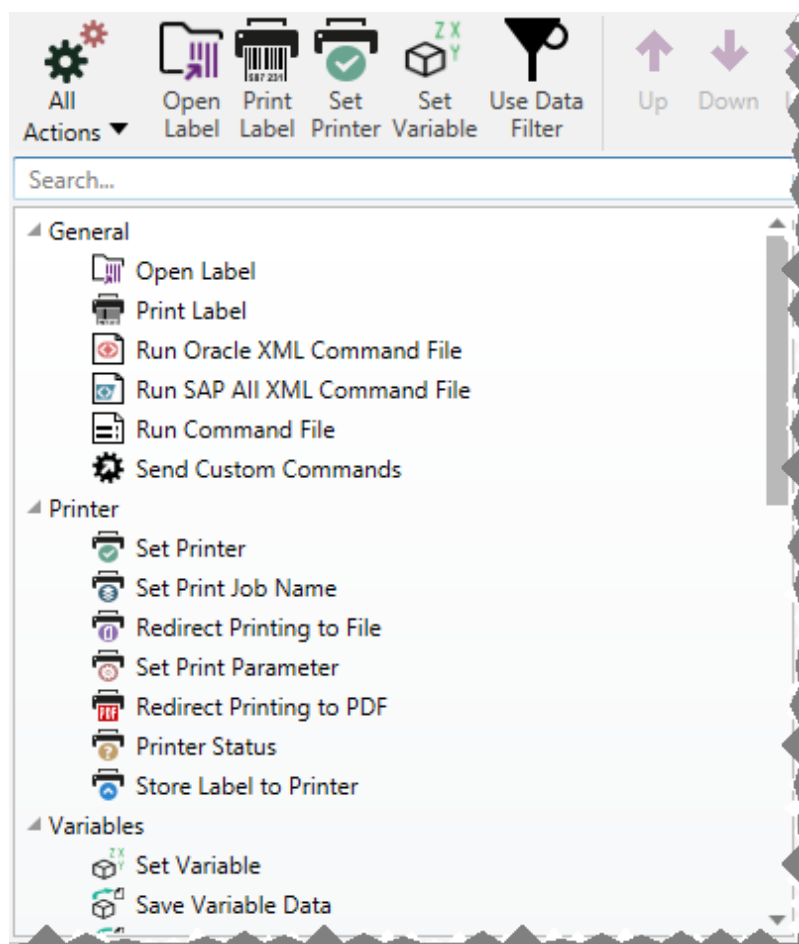 All
Actions
Open
Label
Print
Label
Set
Printer
Set
Variable
Use Data
Filter
Up
Down
Search...
General
Open Label
Print Label
Run Oracle XML Command File
Run SAP AII XML Command File
Run Command File
Send Custom Commands
Printer
Set Printer
Set Print Job Name
Redirect Printing to File
Set Print Parameter
Redirect Printing to PDF
Printer Status
Store Label to Printer
Variables
Set Variable
Save Variable Data